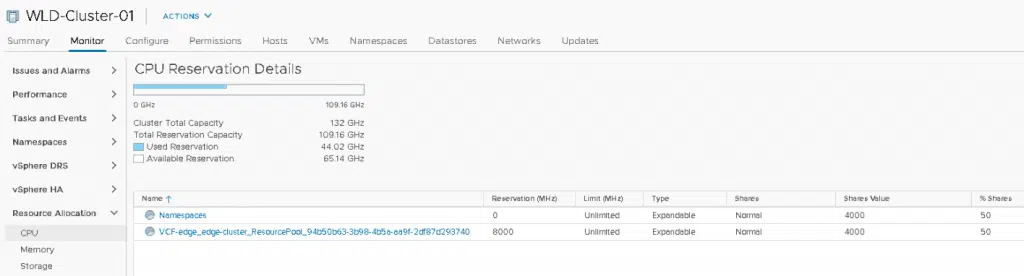 WLD-Cluster-01 ACTIONS
Summary Monitor Configure Permissions Hosts VMs Namespaces Datastores Networks Updates
Issues and Alarms
Performance
Tasks and Events
Namespaces
vSphere DRS
vSphere HA
Resource Allocation
CPU
Memory
Storage
CPU Reservation Details
0 GHz 109.16 GHz
Cluster Total Capacity 132 GHz
Total Reservation Capacity 109.16 GHz
Used Reservation 44.02 GHz
Available Reservation 65.14 GHz
Name ↑ Reservation (MHz) Limit (MHz) Type Shares Shares Value % Shares
Namespaces 0 Unlimited Expandable Normal 4000 50
VCF-edge_edge-cluster_ResourcePool_94b50b63-3b98-4b5a-aa9f-2df87d293740 8000 Unlimited Expandable Normal 4000 50